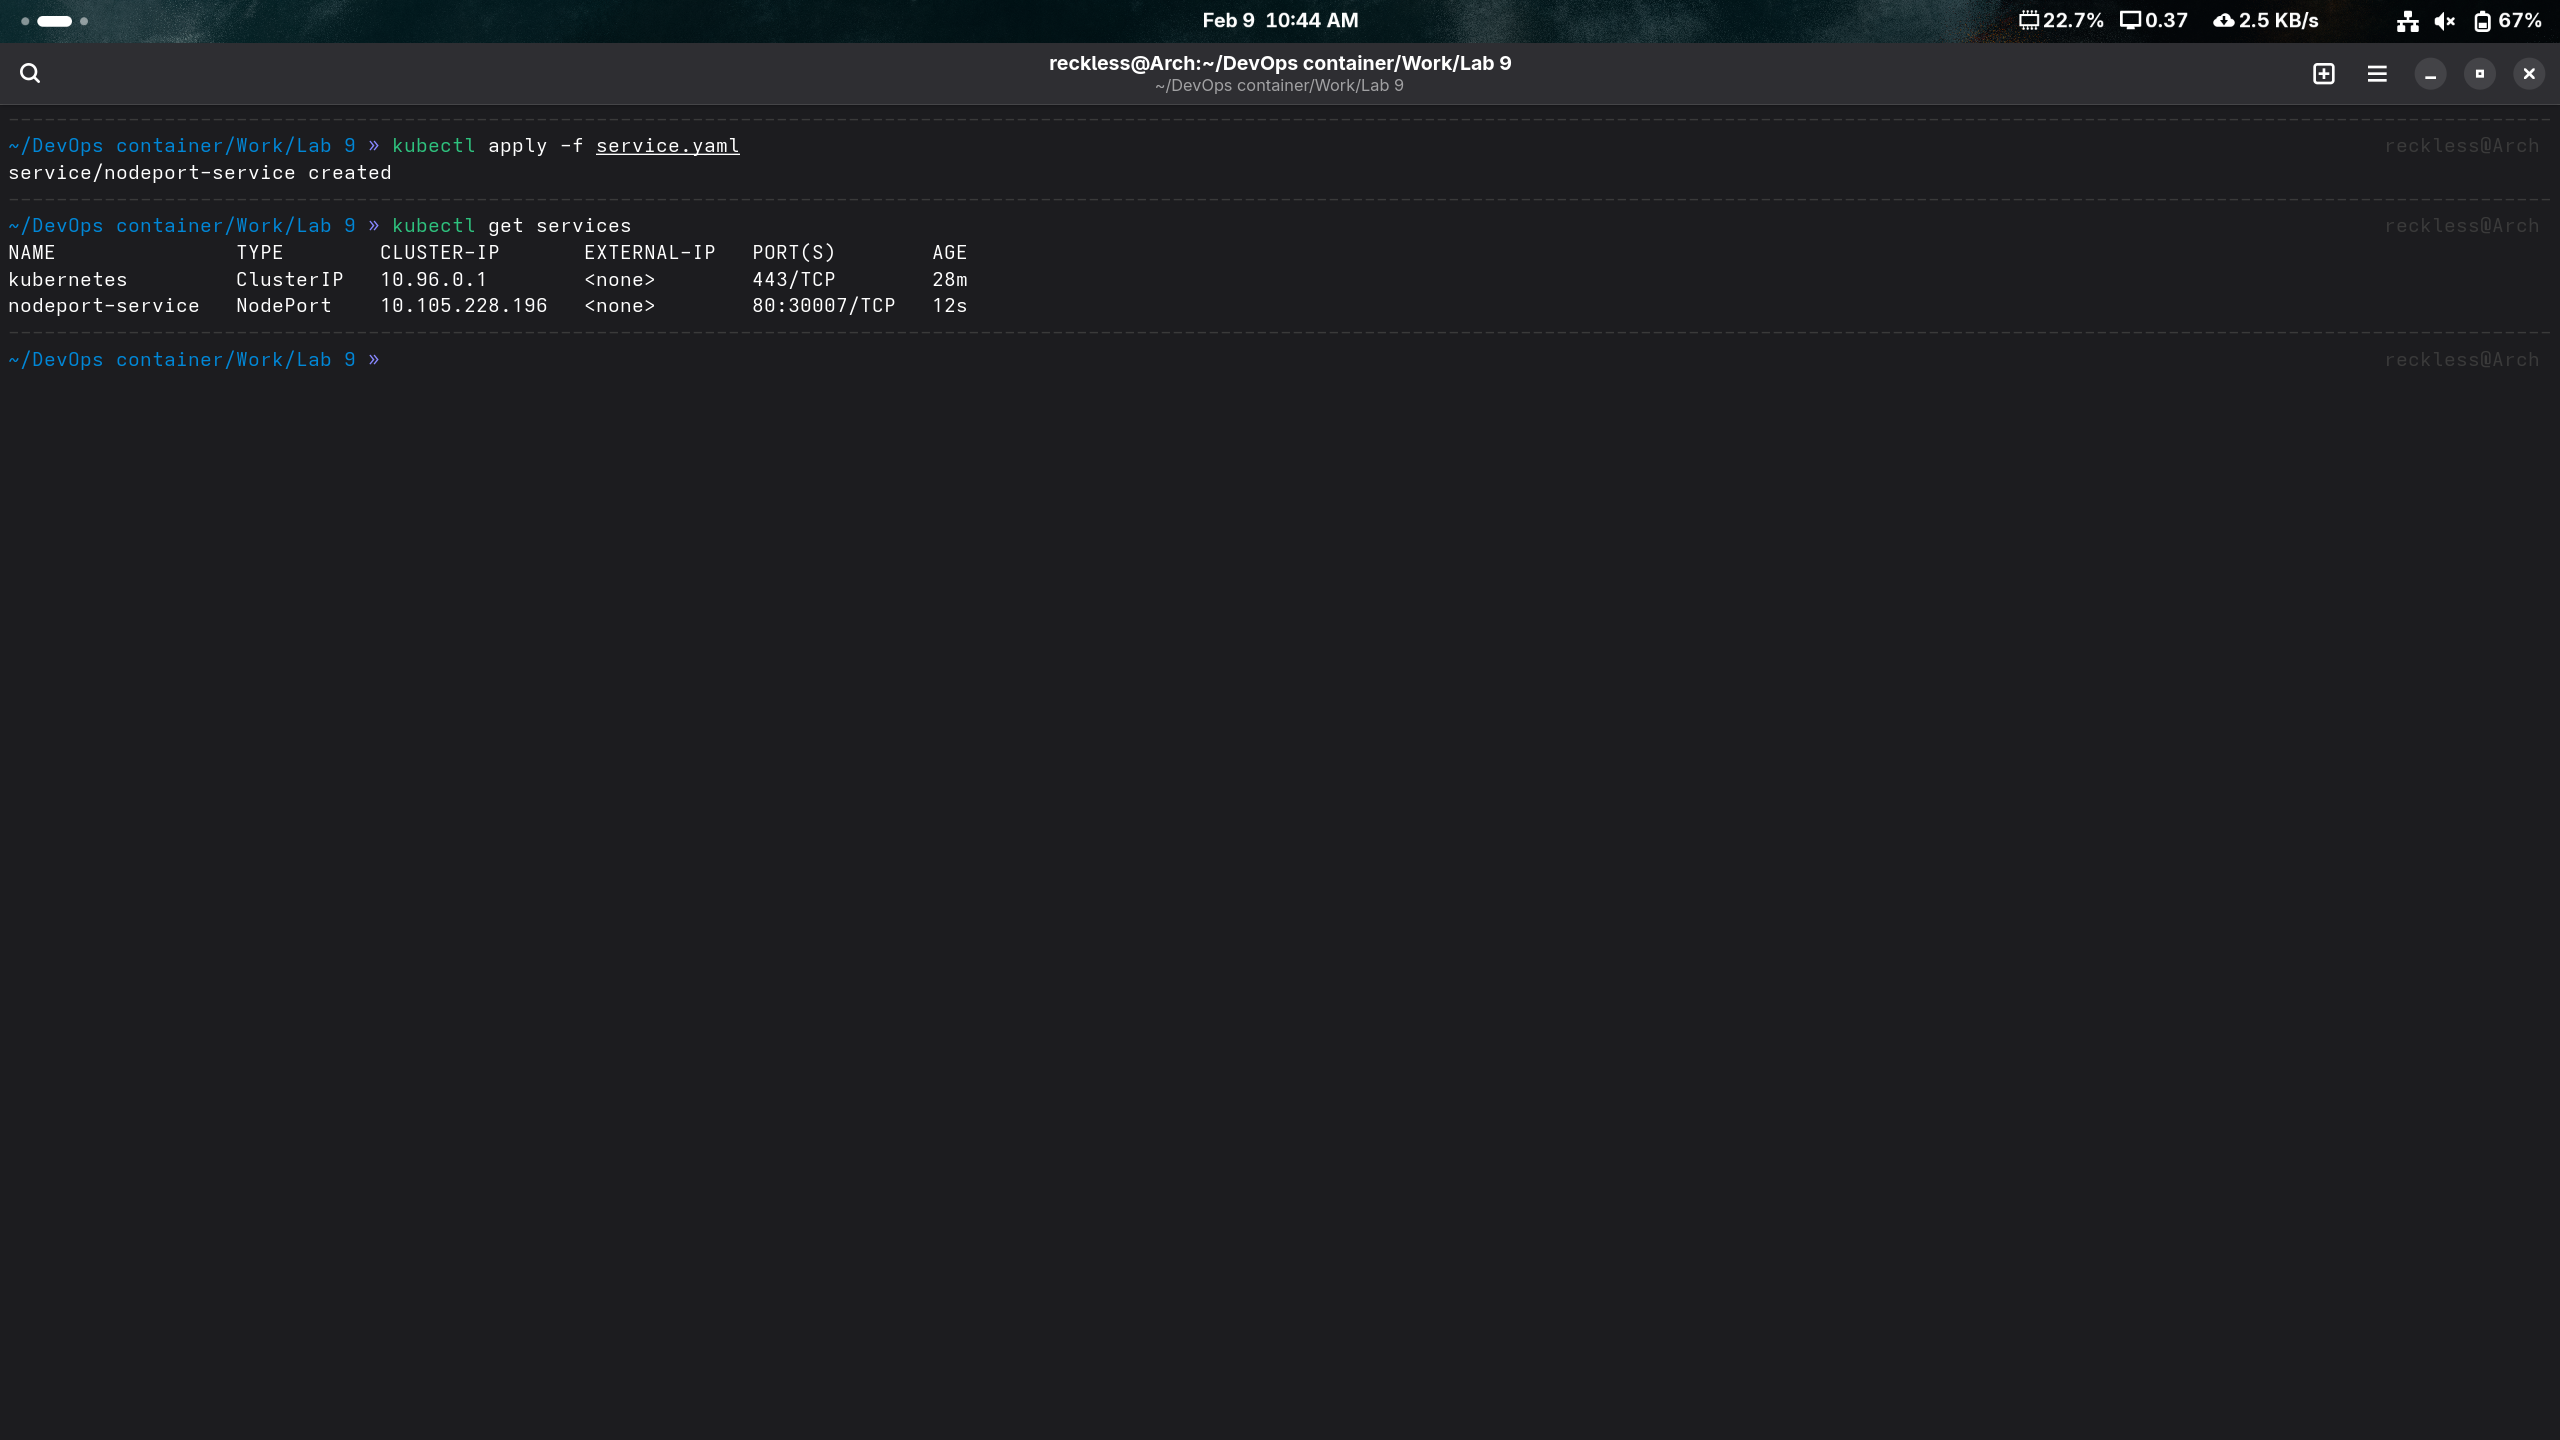 Feb 9 10:44 AM
22.7% 0.37 2.5 KB/s 67%
reckless@Arch:~/DevOps container/Work/Lab 9
~/DevOps container/Work/Lab 9
~/DevOps container/Work/Lab 9 » kubectl apply -f service.yaml reckless@Arch
service/nodeport-service created
~/DevOps container/Work/Lab 9 » kubectl get services reckless@Arch
NAME TYPE CLUSTER-IP EXTERNAL-IP PORT(S) AGE
kubernetes ClusterIP 10.96.0.1 <none> 443/TCP 28m
nodeport-service NodePort 10.105.228.196 <none> 80:30007/TCP 12s
~/DevOps container/Work/Lab 9 » reckless@Arch